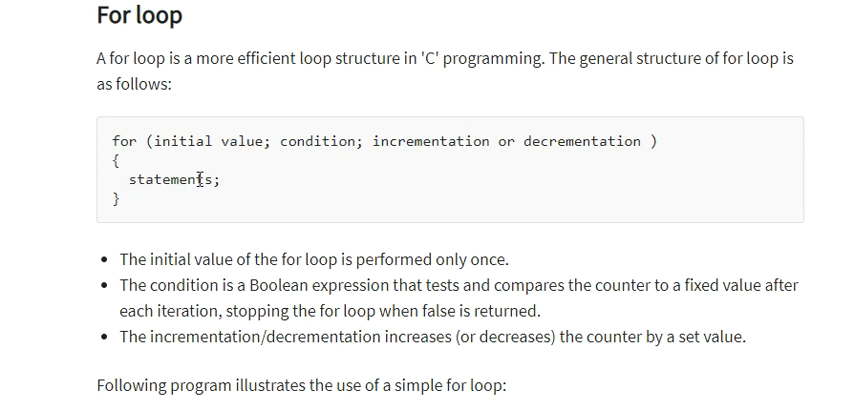 For loop
A for loop is a more efficient loop structure in 'C' programming. The general structure of for loop is
as follows:
for (initial value; condition; incrementation or decrementation )
{
  statements;
}
• The initial value of the for loop is performed only once.
• The condition is a Boolean expression that tests and compares the counter to a fixed value after
each iteration, stopping the for loop when false is returned.
• The incrementation/decrementation increases (or decreases) the counter by a set value.
Following program illustrates the use of a simple for loop: